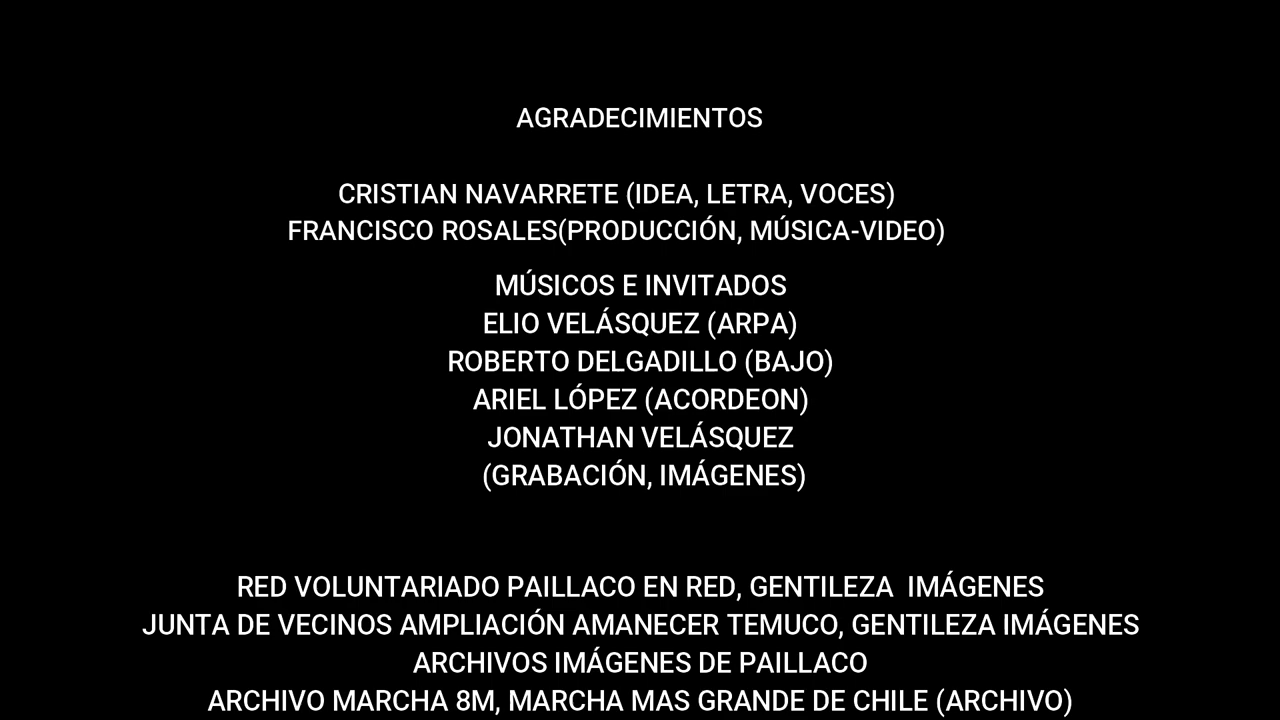 AGRADECIMIENTOS
CRISTIAN NAVARRETE (IDEA, LETRA, VOCES)
FRANCISCO ROSALES(PRODUCCIÓN, MÚSICA-VIDEO)
MÚSICOS E INVITADOS
ELIO VELÁSQUEZ (ARPA)
ROBERTO DELGADILLO (BAJO)
ARIEL LÓPEZ (ACORDEON)
JONATHAN VELÁSQUEZ
(GRABACIÓN, IMÁGENES)
RED VOLUNTARIADO PAILLACO EN RED, GENTILEZA  IMÁGENES
JUNTA DE VECINOS AMPLIACIÓN AMANECER TEMUCO, GENTILEZA IMÁGENES
ARCHIVOS IMÁGENES DE PAILLACO
ARCHIVO MARCHA 8M, MARCHA MAS GRANDE DE CHILE (ARCHIVO)